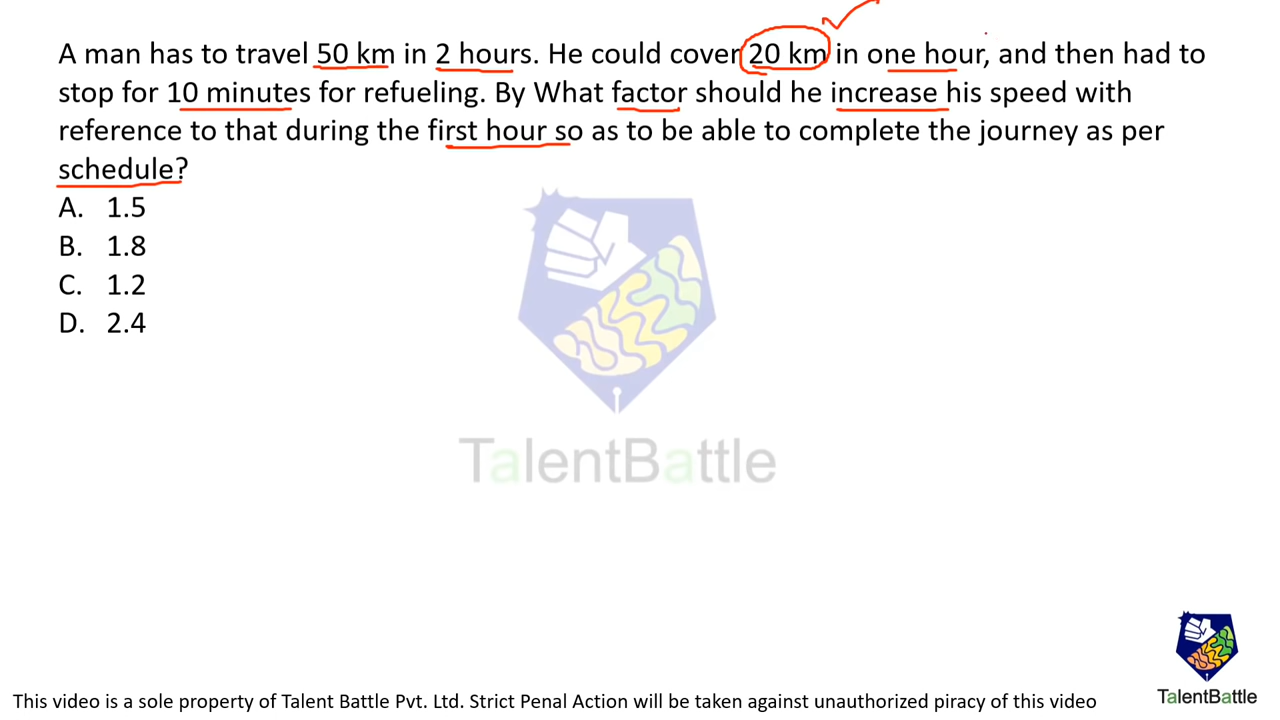 A man has to travel 50 km in 2 hours. He could cover 20 km in one hour, and then had to
stop for 10 minutes for refueling. By What factor should he increase his speed with
reference to that during the first hour so as to be able to complete the journey as per
schedule?
A. 1.5
B. 1.8
C. 1.2
D. 2.4
TalentBattle
TalentBattle
This video is a sole property of Talent Battle Pvt. Ltd. Strict Penal Action will be taken against unauthorized piracy of this video